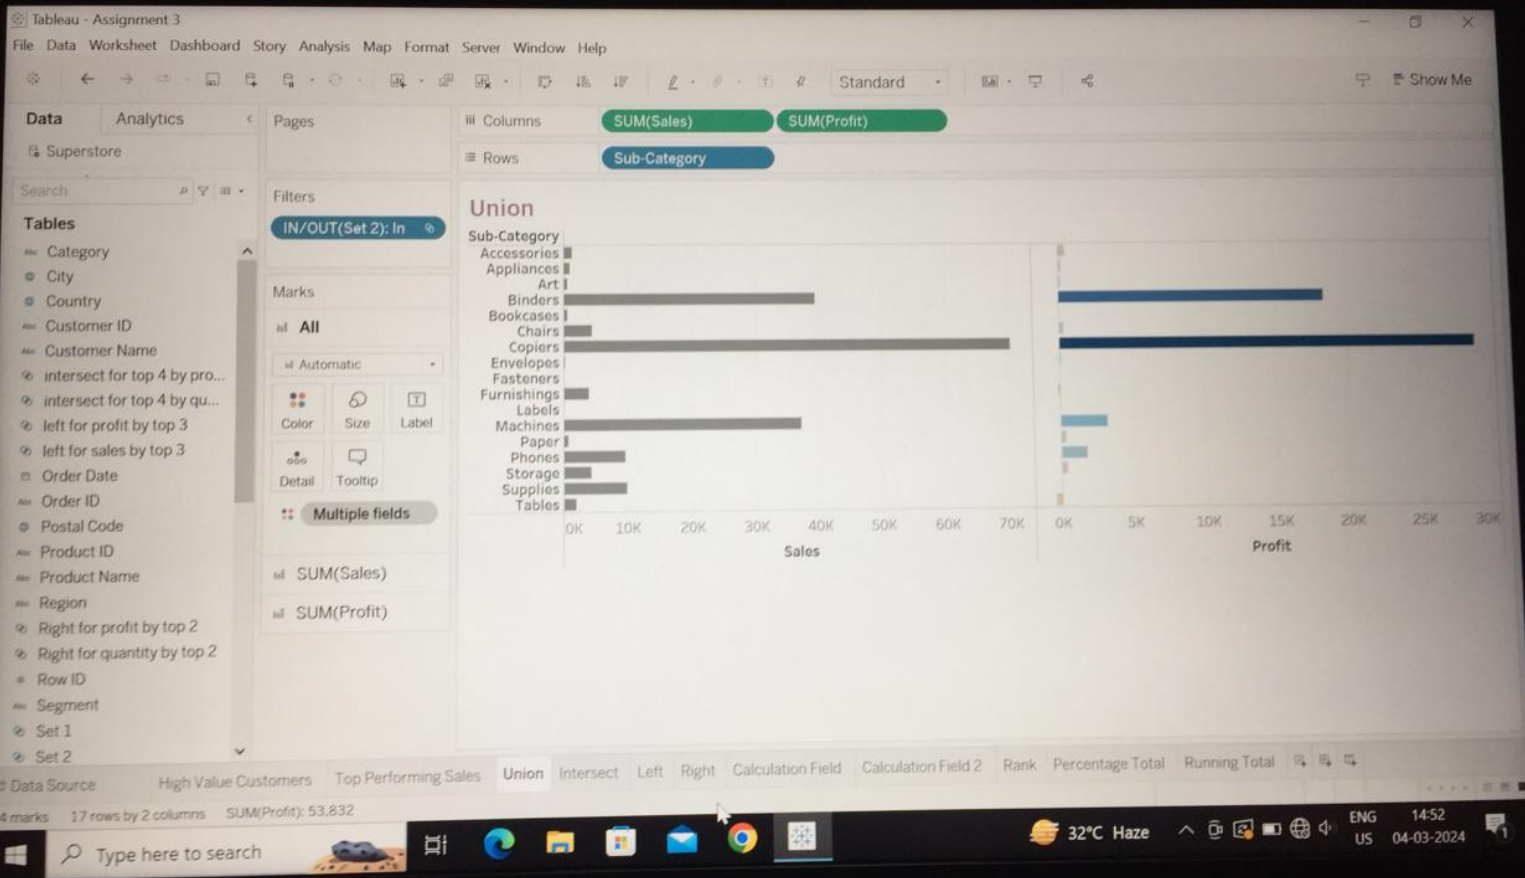 Tableau - Assignment 3
File Data Worksheet Dashboard Story Analysis Map Format Server Window Help
Standard
Show Me
Data Analytics
Superstore
Search
Tables
Category
City
Country
Customer ID
Customer Name
intersect for top 4 by pro...
intersect for top 4 by qu...
left for profit by top 3
left for sales by top 3
Order Date
Order ID
Postal Code
Product ID
Product Name
Region
Right for profit by top 2
Right for quantity by top 2
Row ID
Segment
Set 1
Set 2
Pages
Filters
IN/OUT(Set 2): In
Marks
All
Automatic
Color Size Label
Detail Tooltip
Multiple fields
SUM(Sales)
SUM(Profit)
Columns SUM(Sales) SUM(Profit)
Rows Sub-Category
Union
Sub-Category
Accessories
Appliances
Art
Binders
Bookcases
Chairs
Copiers
Envelopes
Fasteners
Furnishings
Labels
Machines
Paper
Phones
Storage
Supplies
Tables
0K 10K 20K 30K 40K 50K 60K 70K 0K 5K 10K 15K 20K 25K 30K
Sales Profit
Data Source High Value Customers Top Performing Sales Union Intersect Left Right Calculation Field Calculation Field 2 Rank Percentage Total Running Total
4 marks 17 rows by 2 columns SUM(Profit): 53,832
Type here to search
32°C Haze
ENG
US
14:52
04-03-2024
1